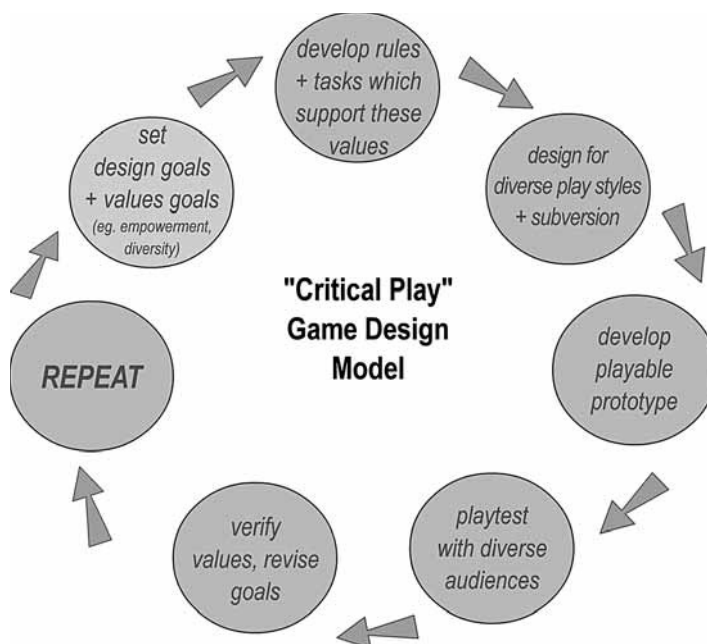 develop rules
+ tasks which
support these
values
design for
diverse play styles
+ subversion
develop
playable
prototype
playtest
with diverse
audiences
verify
values, revise
goals
REPEAT
set
design goals
+ values goals
(eg. empowerment,
diversity)
"Critical Play"
Game Design
Model